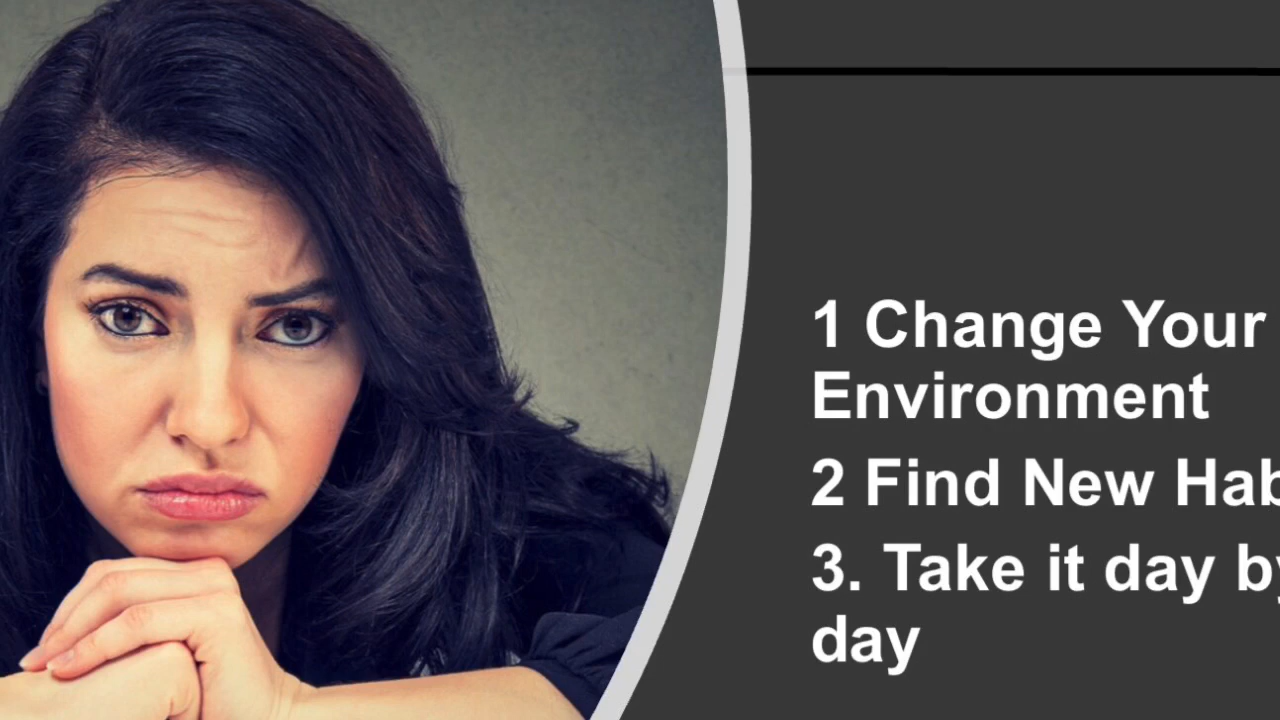 1 Change Your
Environment
2 Find New Hab
3. Take it day by
day